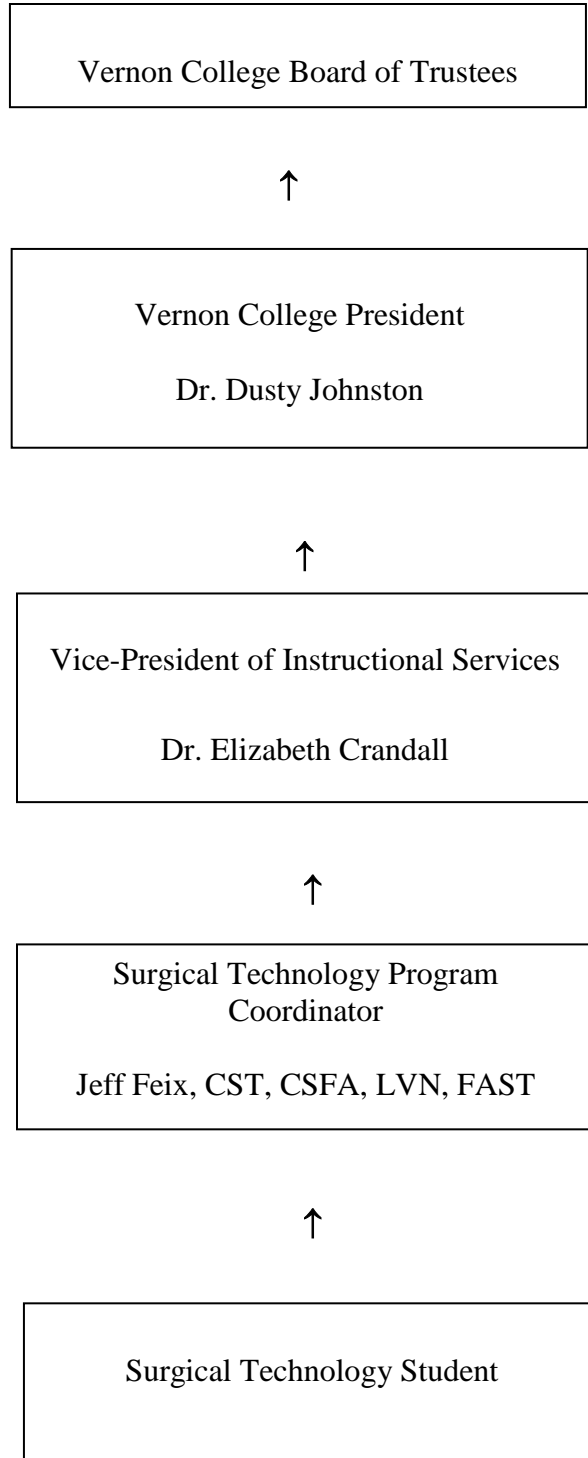 Vernon College Board of Trustees
↑
Vernon College President
Dr. Dusty Johnston
↑
Vice-President of Instructional Services
Dr. Elizabeth Crandall
↑
Surgical Technology Program
Coordinator
Jeff Feix, CST, CSFA, LVN, FAST
↑
Surgical Technology Student